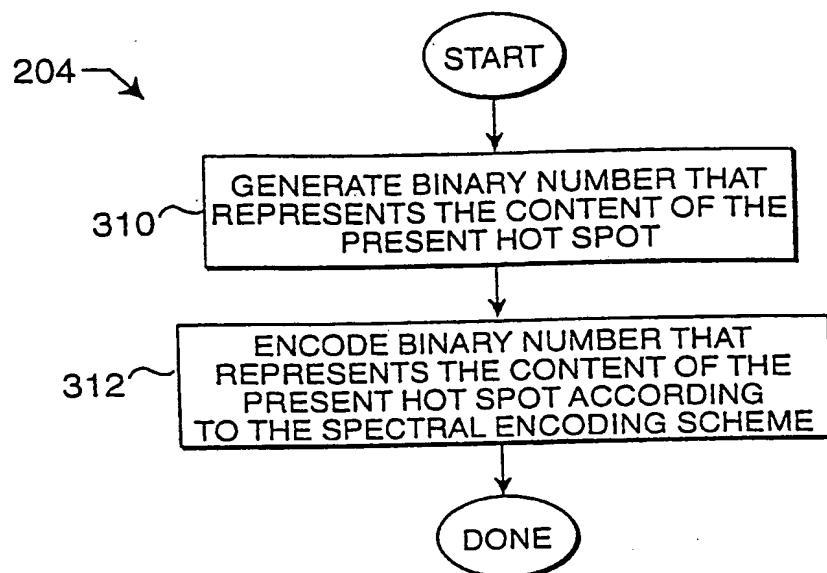 204
START
310
GENERATE BINARY NUMBER THAT
REPRESENTS THE CONTENT OF THE
PRESENT HOT SPOT
312
ENCODE BINARY NUMBER THAT
REPRESENTS THE CONTENT OF THE
PRESENT HOT SPOT ACCORDING
TO THE SPECTRAL ENCODING SCHEME
DONE